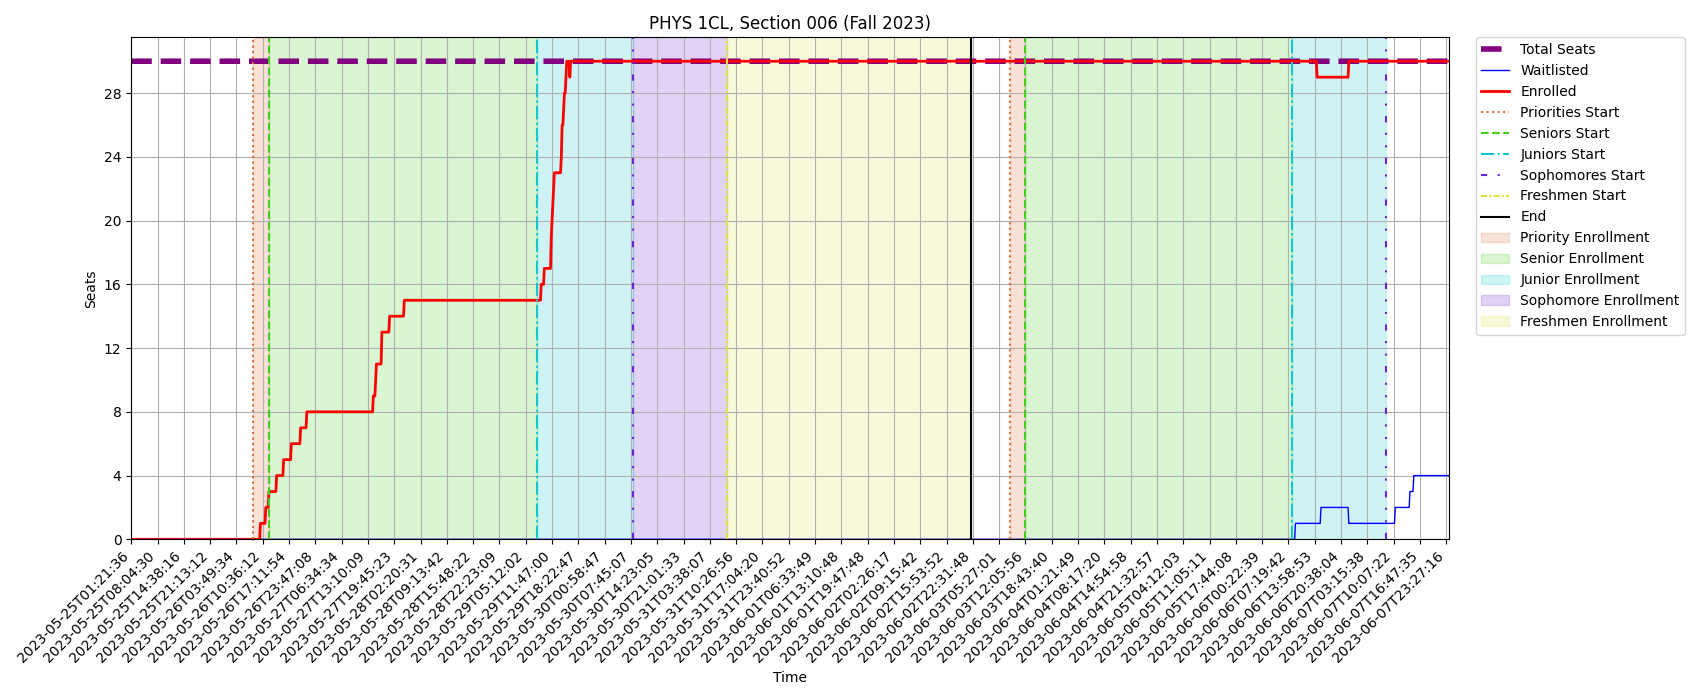 PHYS 1CL, Section 006 (Fall 2023)
Seats
28
24
20
16
12
8
4
0
2023-05-25T01:21:36
2023-05-25T08:04:30
2023-05-25T14:38:16
2023-05-25T21:13:12
2023-05-26T03:49:34
2023-05-26T10:36:12
2023-05-26T17:11:54
2023-05-26T23:47:08
2023-05-27T06:34:34
2023-05-27T13:10:09
2023-05-27T19:45:23
2023-05-28T02:20:31
2023-05-28T09:13:42
2023-05-28T15:48:22
2023-05-28T22:23:09
2023-05-29T05:12:02
2023-05-29T11:47:00
2023-05-29T18:22:47
2023-05-30T00:58:47
2023-05-30T07:45:07
2023-05-30T14:23:05
2023-05-30T21:01:33
2023-05-31T03:38:07
2023-05-31T10:26:56
2023-05-31T17:04:20
2023-05-31T23:40:52
2023-06-01T06:33:49
2023-06-01T13:10:48
2023-06-01T19:47:48
2023-06-02T02:26:17
2023-06-02T09:15:42
2023-06-02T15:53:52
2023-06-02T22:31:48
2023-06-03T05:27:01
2023-06-03T12:05:56
2023-06-03T18:43:40
2023-06-04T01:21:49
2023-06-04T08:17:20
2023-06-04T14:54:58
2023-06-04T21:32:57
2023-06-05T04:12:03
2023-06-05T11:05:11
2023-06-05T17:44:08
2023-06-06T00:22:39
2023-06-06T07:19:42
2023-06-06T13:58:53
2023-06-06T20:38:04
2023-06-07T03:15:38
2023-06-07T10:07:22
2023-06-07T16:47:35
2023-06-07T23:27:16
Time
Total Seats
Waitlisted
Enrolled
Priorities Start
Seniors Start
Juniors Start
Sophomores Start
Freshmen Start
End
Priority Enrollment
Senior Enrollment
Junior Enrollment
Sophomore Enrollment
Freshmen Enrollment